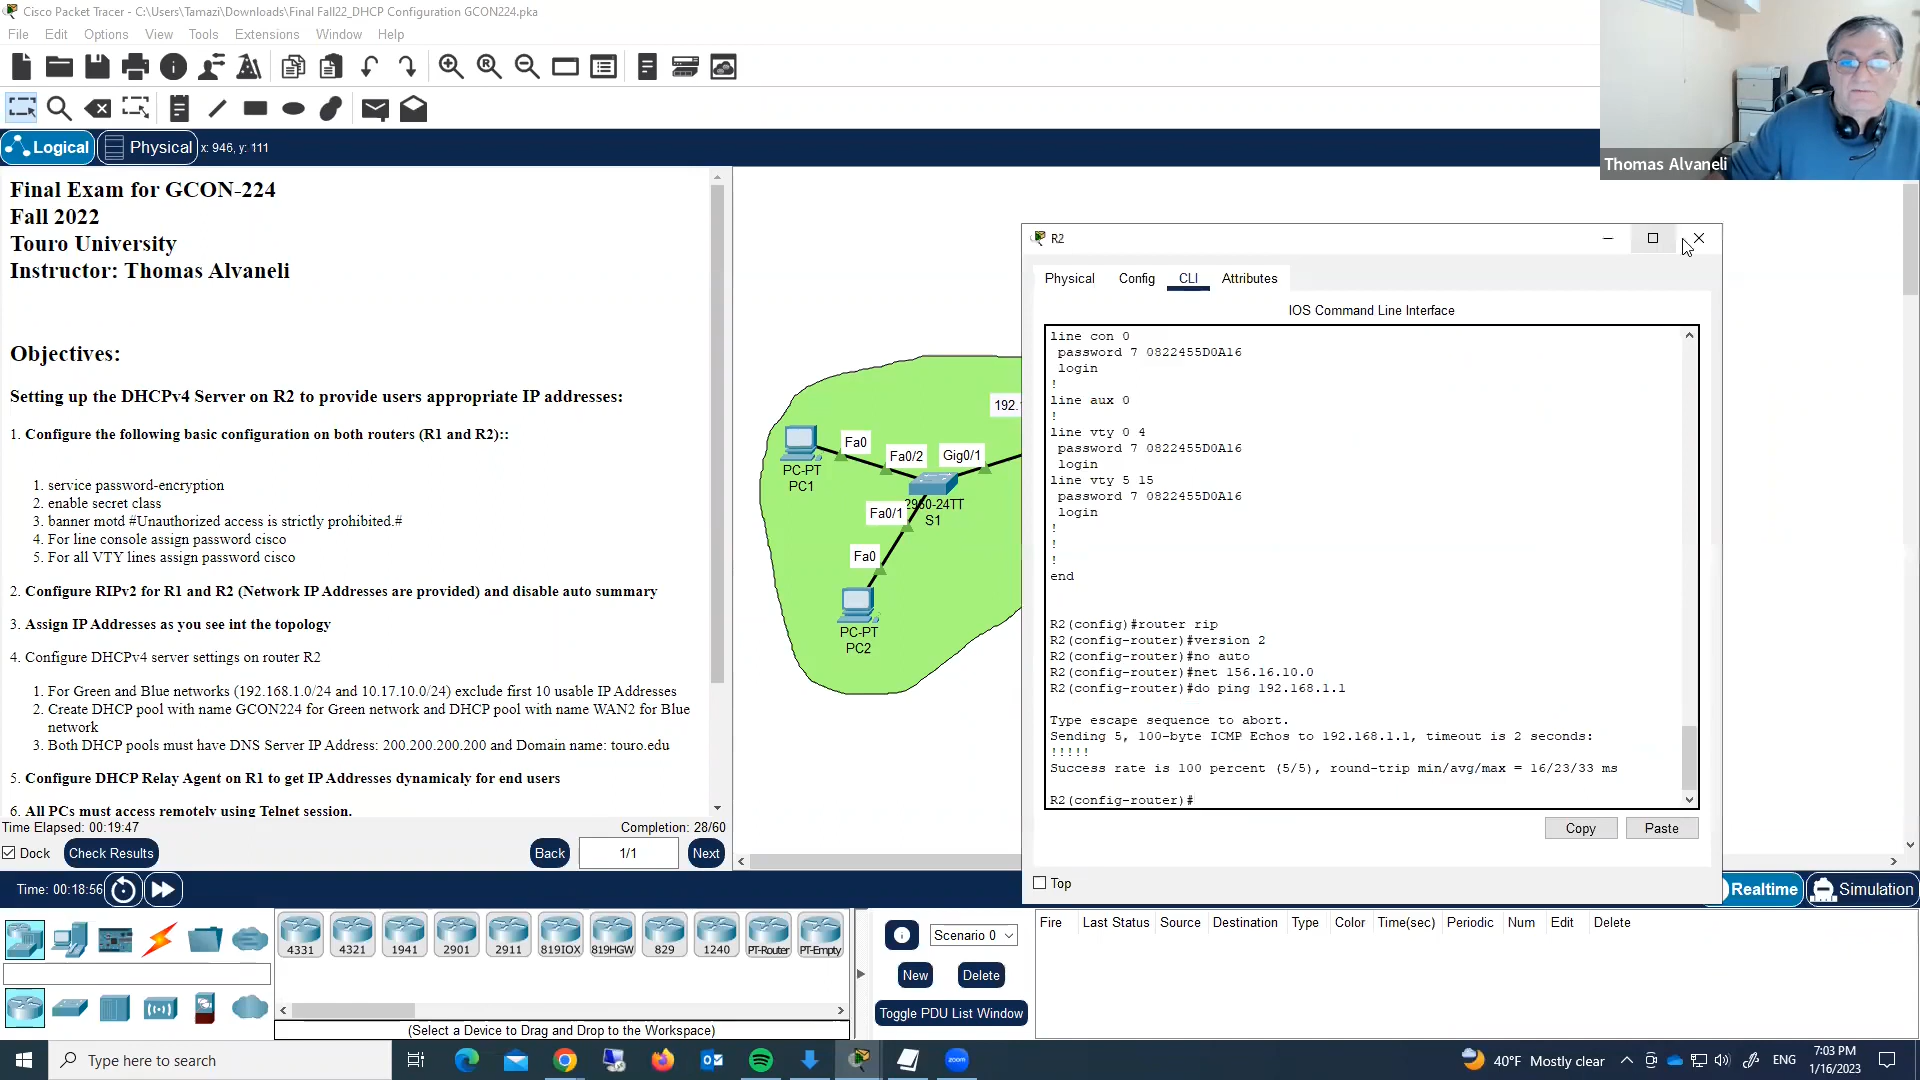 Cisco Packet Tracer - C:\Users\Tamazi\Downloads\Final Fall22_DHCP Configuration GCON224.pka
File Edit Options View Tools Extensions Window Help
Logical Physical x: 946, y: 111
Thomas Alvaneli
Final Exam for GCON-224
Fall 2022
Touro University
Instructor: Thomas Alvaneli
Objectives:
Setting up the DHCPv4 Server on R2 to provide users appropriate IP addresses:
1. Configure the following basic configuration on both routers (R1 and R2)::
1. service password-encryption
2. enable secret class
3. banner motd #Unauthorized access is strictly prohibited.#
4. For line console assign password cisco
5. For all VTY lines assign password cisco
2. Configure RIPv2 for R1 and R2 (Network IP Addresses are provided) and disable auto summary
3. Assign IP Addresses as you see int the topology
4. Configure DHCPv4 server settings on router R2
1. For Green and Blue networks (192.168.1.0/24 and 10.17.10.0/24) exclude first 10 usable IP Addresses
2. Create DHCP pool with name GCON224 for Green network and DHCP pool with name WAN2 for Blue
network
3. Both DHCP pools must have DNS Server IP Address: 200.200.200.200 and Domain name: touro.edu
5. Configure DHCP Relay Agent on R1 to get IP Addresses dynamicaly for end users
6. All PCs must access remotely using Telnet session.
Time Elapsed: 00:19:47 Completion: 28/60
Dock Check Results Back 1/1 Next
192.1
Fa0
Fa0/2
Gig0/1
PC-PT
PC1
2960-24TT
S1
Fa0/1
Fa0
PC-PT
PC2
R2
Physical Config CLI Attributes
IOS Command Line Interface
line con 0
password 7 0822455D0A16
login
!
line aux 0
!
line vty 0 4
password 7 0822455D0A16
login
line vty 5 15
password 7 0822455D0A16
login
!
!
!
end
R2(config)#router rip
R2(config-router)#version 2
R2(config-router)#no auto
R2(config-router)#net 156.16.10.0
R2(config-router)#do ping 192.168.1.1
Type escape sequence to abort.
Sending 5, 100-byte ICMP Echos to 192.168.1.1, timeout is 2 seconds:
!!!!!
Success rate is 100 percent (5/5), round-trip min/avg/max = 16/23/33 ms
R2(config-router)#
Copy Paste
Top
Time: 00:18:56 Realtime Simulation
4331 4321 1941 2901 2911 819IOX 819HGW 829 1240 PT-Router PT-Empty
(Select a Device to Drag and Drop to the Workspace)
Scenario 0
New Delete
Toggle PDU List Window
Fire Last Status Source Destination Type Color Time(sec) Periodic Num Edit Delete
Type here to search
zoom
40°F Mostly clear
ENG
7:03 PM
1/16/2023